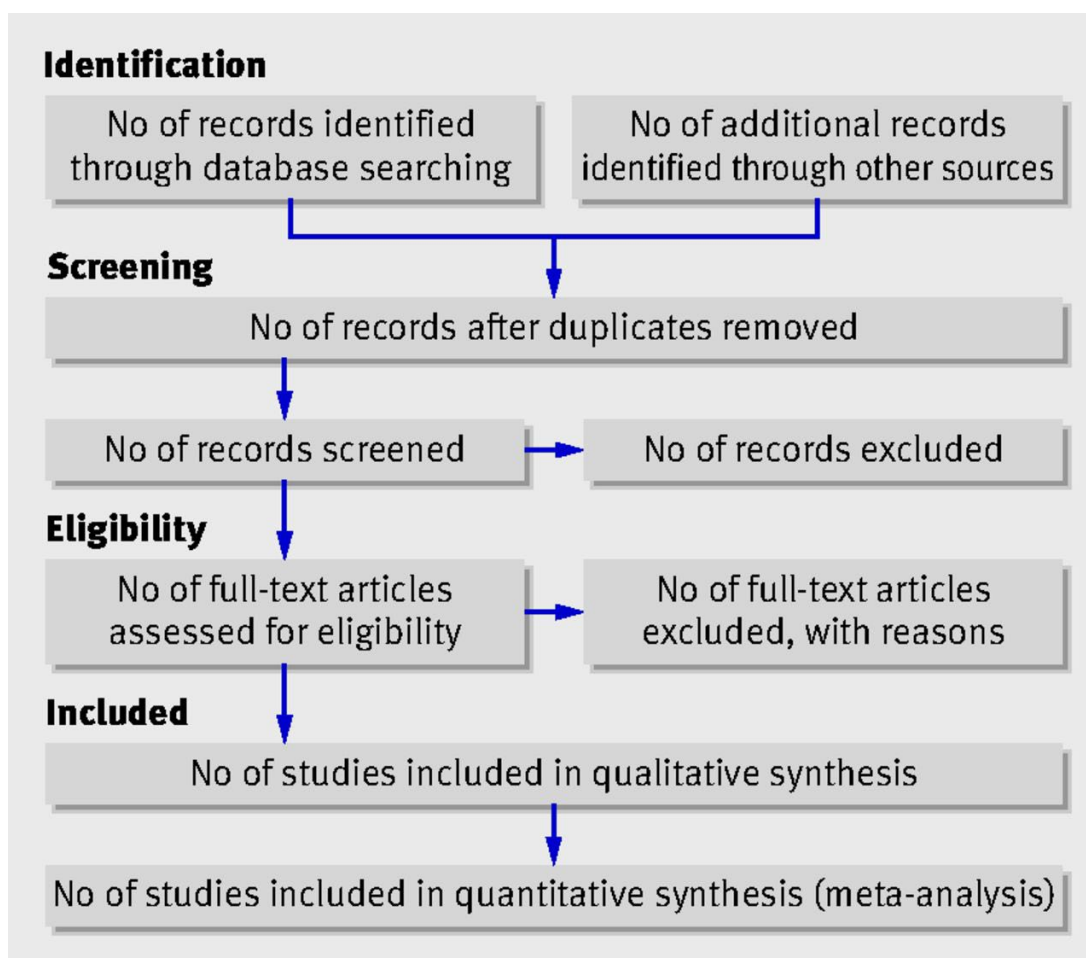 Identification
No of records identified
through database searching
No of additional records
identified through other sources
Screening
No of records after duplicates removed
No of records screened
No of records excluded
Eligibility
No of full-text articles
assessed for eligibility
No of full-text articles
excluded, with reasons
Included
No of studies included in qualitative synthesis
No of studies included in quantitative synthesis (meta-analysis)